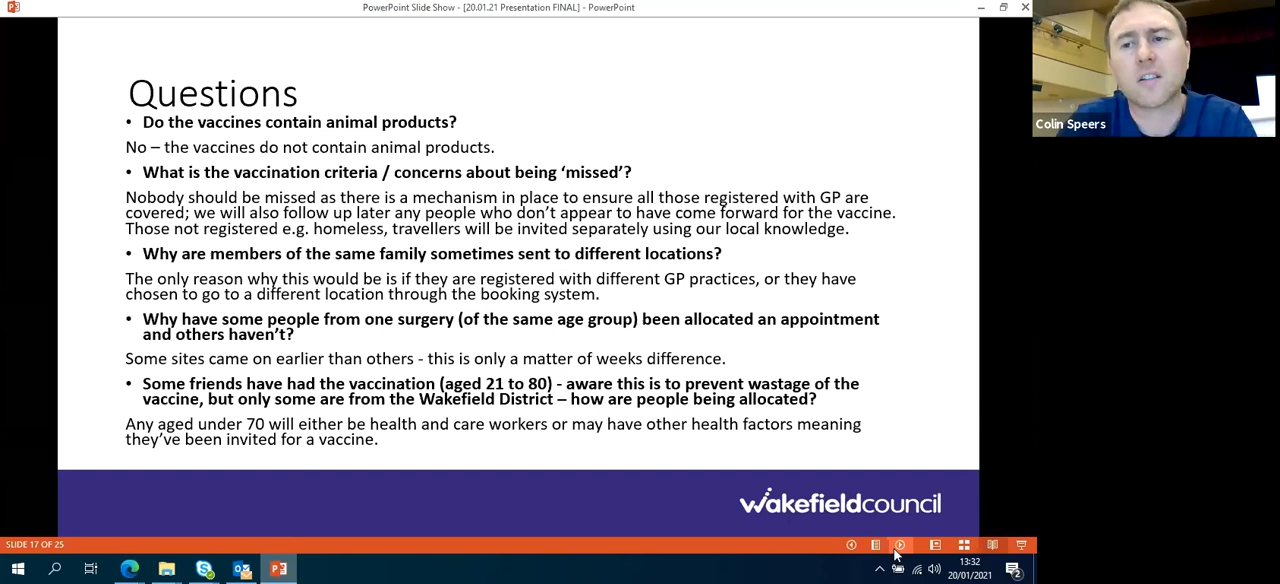 PowerPoint Slide Show - [20.01.21 Presentation FINAL] - PowerPoint
Colin Speers
Questions
• Do the vaccines contain animal products?
No – the vaccines do not contain animal products.
• What is the vaccination criteria / concerns about being ‘missed’?
Nobody should be missed as there is a mechanism in place to ensure all those registered with GP are
covered; we will also follow up later any people who don’t appear to have come forward for the vaccine.
Those not registered e.g. homeless, travellers will be invited separately using our local knowledge.
• Why are members of the same family sometimes sent to different locations?
The only reason why this would be is if they are registered with different GP practices, or they have
chosen to go to a different location through the booking system.
• Why have some people from one surgery (of the same age group) been allocated an appointment
and others haven’t?
Some sites came on earlier than others - this is only a matter of weeks difference.
• Some friends have had the vaccination (aged 21 to 80) - aware this is to prevent wastage of the
vaccine, but only some are from the Wakefield District – how are people being allocated?
Any aged under 70 will either be health and care workers or may have other health factors meaning
they’ve been invited for a vaccine.
wakefieldcouncil
SLIDE 17 OF 25
13:32
20/01/2021
2